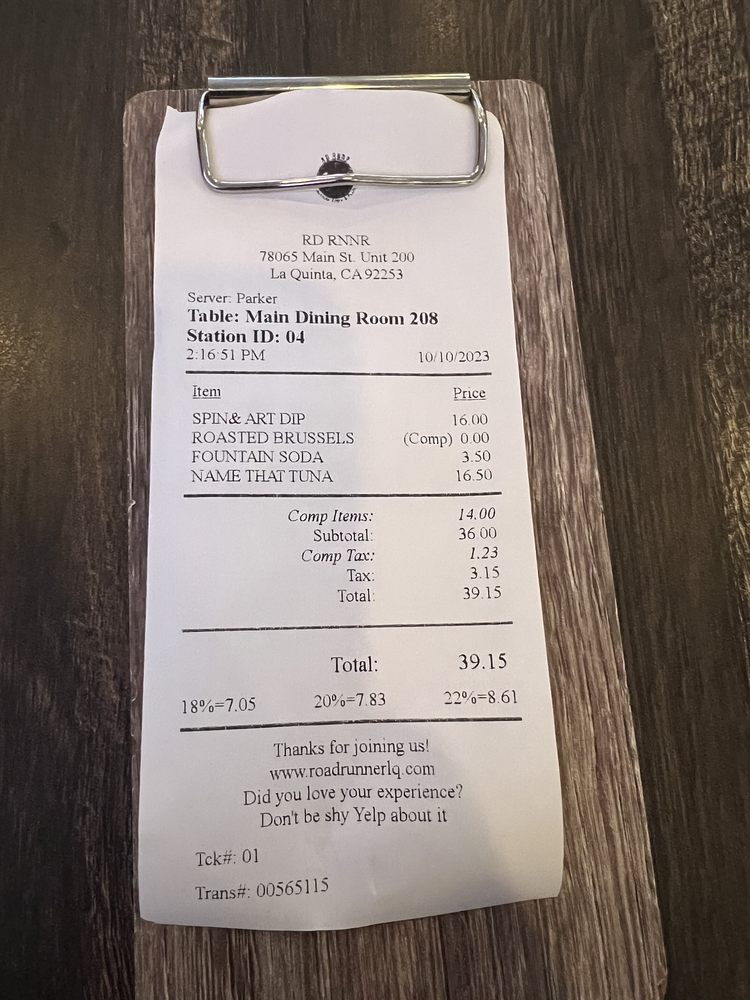 RD RNNR
78065 Main St. Unit 200
La Quinta, CA 92253
Server: Parker
Table: Main Dining Room 208
Station ID: 04
2:16:51 PM 10/10/2023
Item Price
SPIN& ART DIP 16.00
ROASTED BRUSSELS (Comp) 0.00
FOUNTAIN SODA 3.50
NAME THAT TUNA 16.50
Comp Items: 14.00
Subtotal: 36.00
Comp Tax: 1.23
Tax: 3.15
Total: 39.15
Total: 39.15
18%=7.05 20%=7.83 22%=8.61
Thanks for joining us!
www.roadrunnerlq.com
Did you love your experience?
Don't be shy Yelp about it
Tck#: 01
Trans#: 00565115